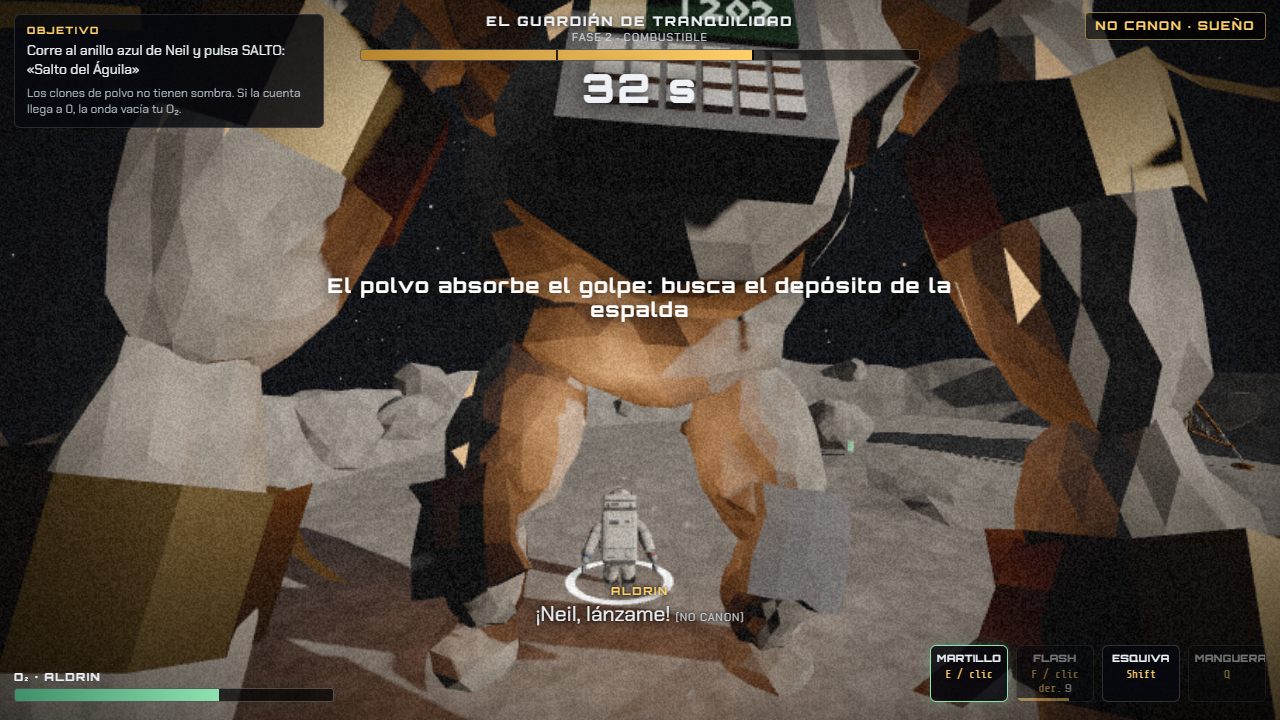 EL GUARDIÁN DE TRANQUILIDAD
FASE 2 · COMBUSTIBLE
32 s
1202
NO CANON · SUEÑO
OBJETIVO
Corre al anillo azul de Neil y pulsa SALTO:
«Salto del Águila»
Los clones de polvo no tienen sombra. Si la cuenta
llega a 0, la onda vacía tu O₂.
El polvo absorbe el golpe: busca el depósito de la
espalda
ALDRIN
¡Neil, lánzame! [NO CANON]
O₂ · ALDRIN
MARTILLO
E / clic
FLASH
F / clic
der. 9
ESQUIVA
Shift
MANGUERA
Q